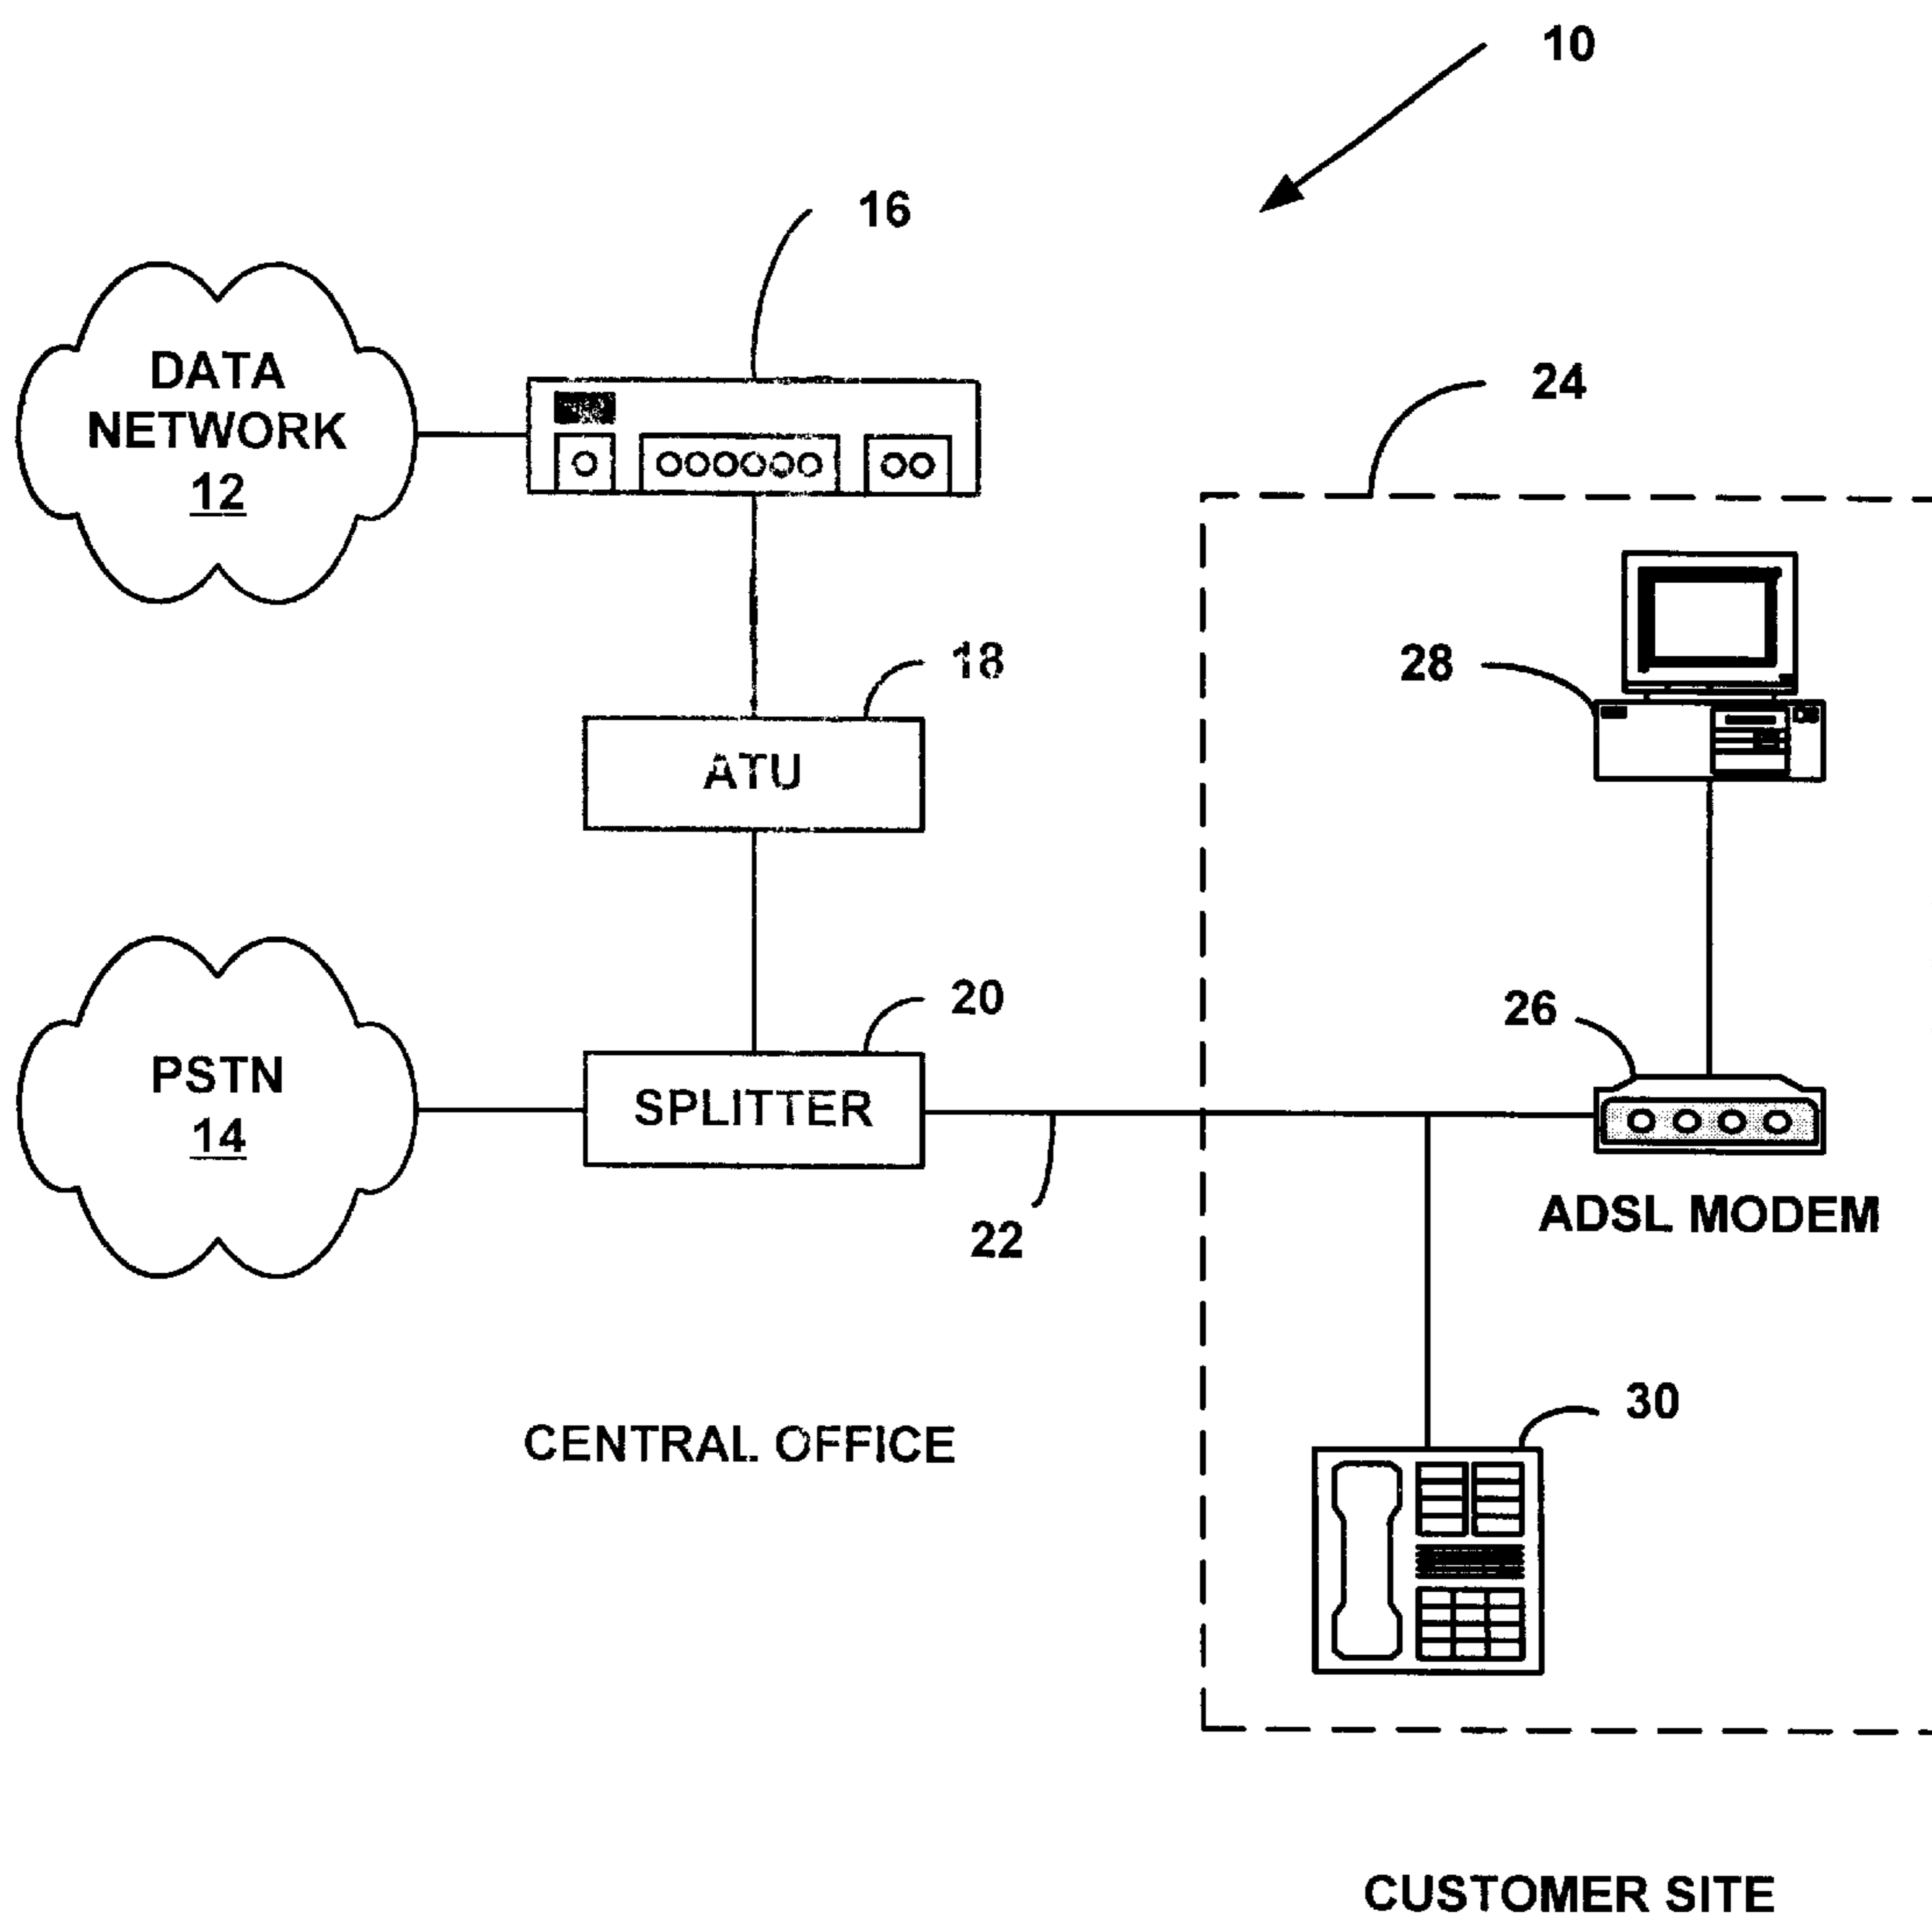 10
16
DATA
NETWORK
12
24
18
ATU
28
PSTN
14
20
SPLITTER
26
22
ADSL MODEM
30
CENTRAL OFFICE
CUSTOMER SITE